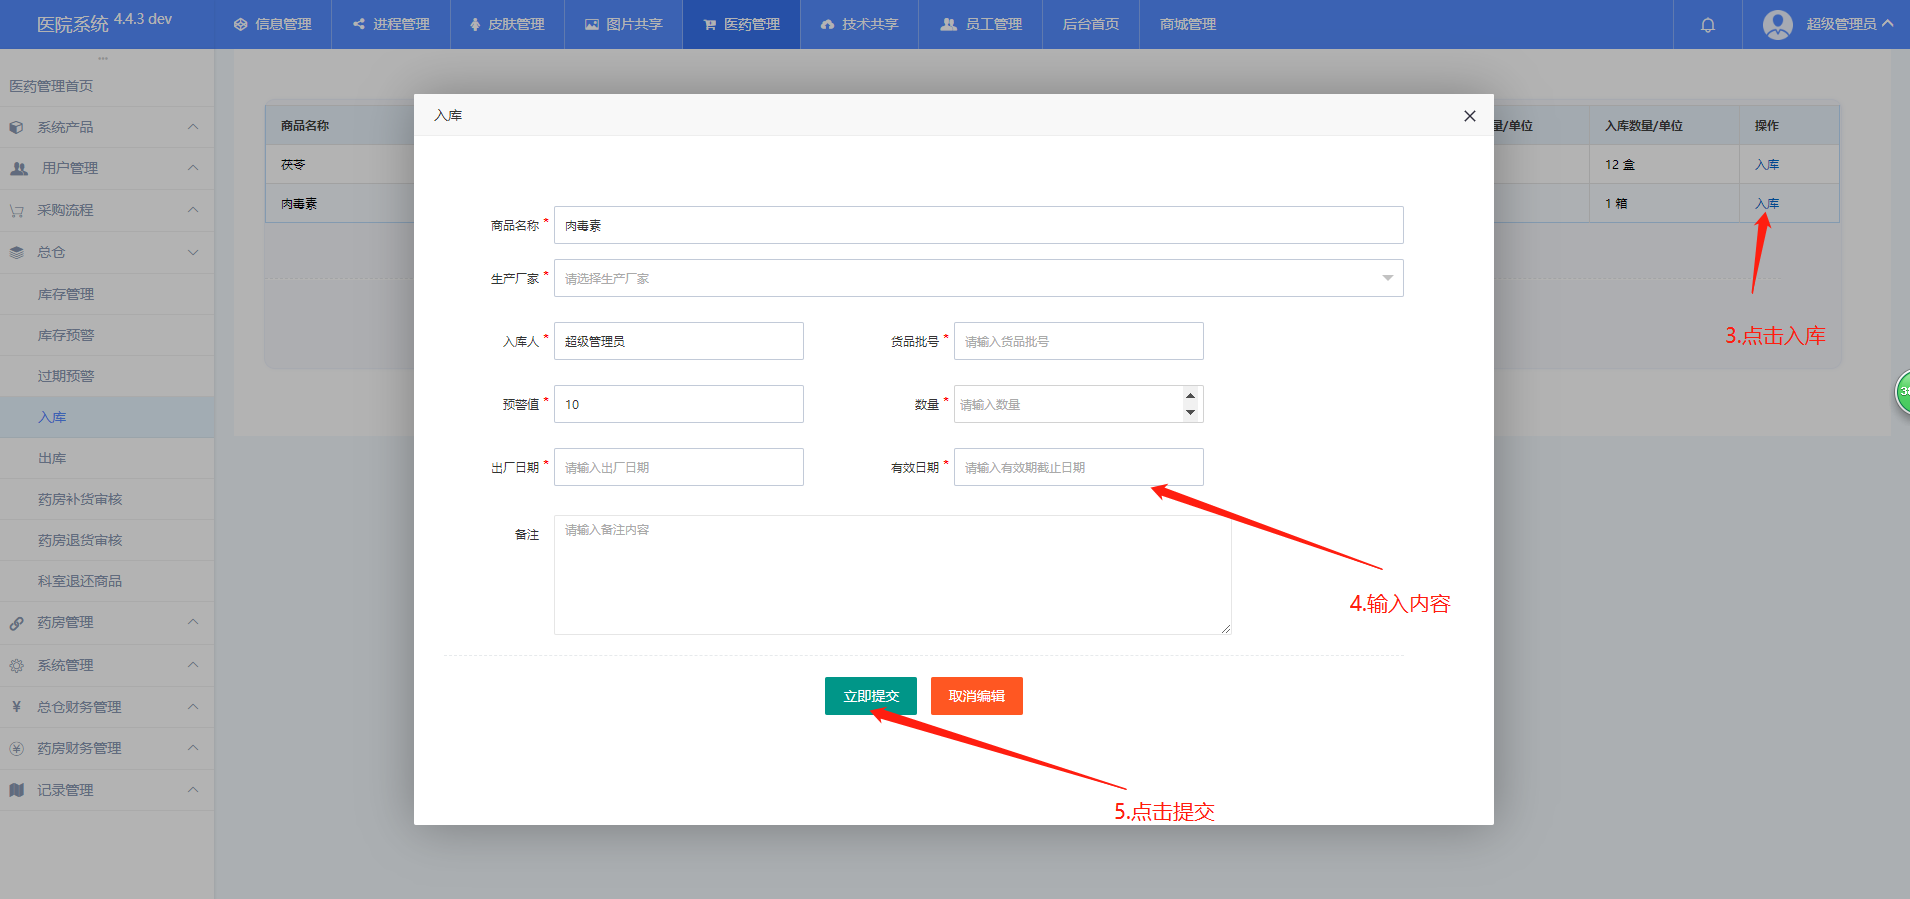 医院系统 4.4.3 dev
信息管理
进程管理
皮肤管理
图片共享
医药管理
技术共享
员工管理
后台首页
商城管理
超级管理员
医药管理首页
系统产品
用户管理
采购流程
总仓
库存管理
库存预警
过期预警
入库
出库
药房补货审核
药房退货审核
科室退还商品
药房管理
系统管理
¥ 总仓财务管理
药房财务管理
记录管理
商品名称
量/单位
入库数量/单位
操作
茯苓
12 盒
入库
肉毒素
1 箱
入库
3.点击入库
入库
商品名称 *
肉毒素
生产厂家 *
请选择生产厂家
入库人 *
超级管理员
货品批号 *
请输入货品批号
预警值 *
10
数量 *
请输入数量
出厂日期 *
请输入出厂日期
有效日期 *
请输入有效期截止日期
备注
请输入备注内容
4.输入内容
立即提交
取消编辑
5.点击提交